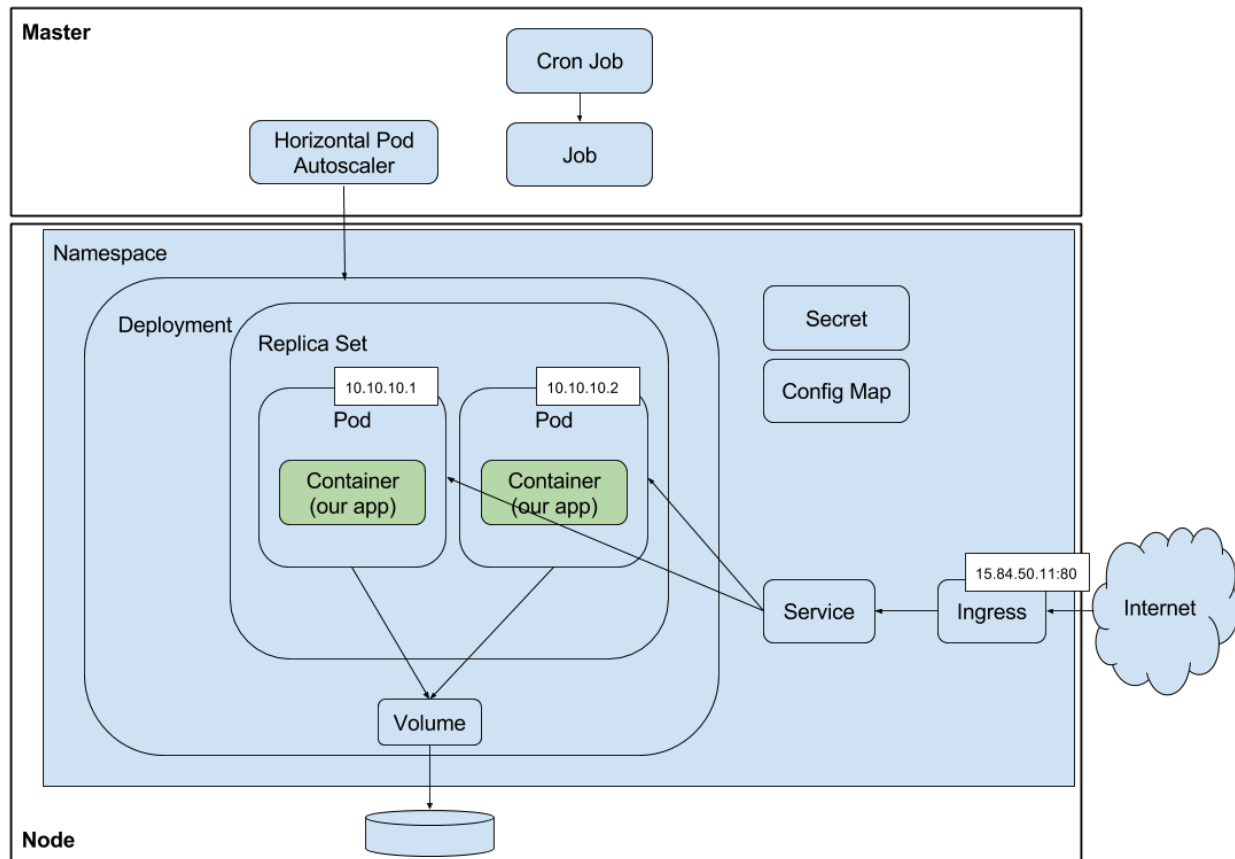 Master
Cron Job
Job
Horizontal Pod
Autoscaler
Namespace
Deployment
Replica Set
10.10.10.1
Pod
Container
(our app)
10.10.10.2
Pod
Container
(our app)
Secret
Config Map
Service
15.84.50.11:80
Ingress
Internet
Volume
Node